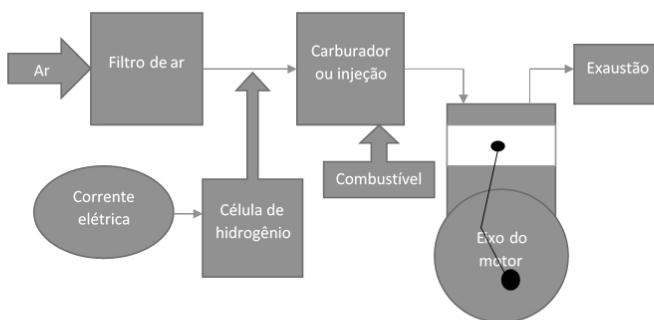 Ar
Filtro de ar
Carburador
ou injeção
Exaustão
Combustível
Corrente
elétrica
Célula de
hidrogênio
Eixo do
motor